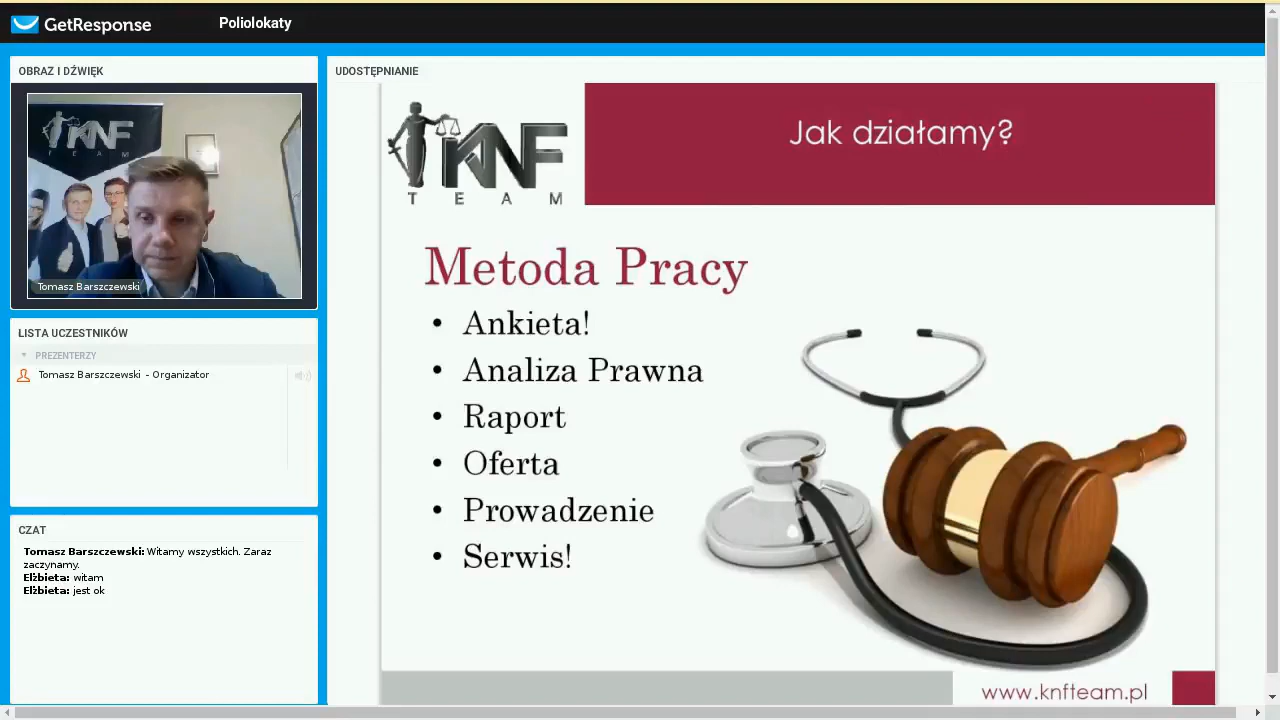 GetResponse
Poliolokaty
OBRAZ I DŹWIĘK
KNF
TEAM
Tomasz Barszczewski
LISTA UCZESTNIKÓW
PREZENTERZY
Tomasz Barszczewski - Organizator
CZAT
Tomasz Barszczewski: Witamy wszystkich. Zaraz
zaczynamy.
Elżbieta: witam
Elżbieta: jest ok
UDOSTĘPNIANIE
KNF
TEAM
Jak działamy?
Metoda Pracy
• Ankieta!
• Analiza Prawna
• Raport
• Oferta
• Prowadzenie
• Serwis!
www.knfteam.pl